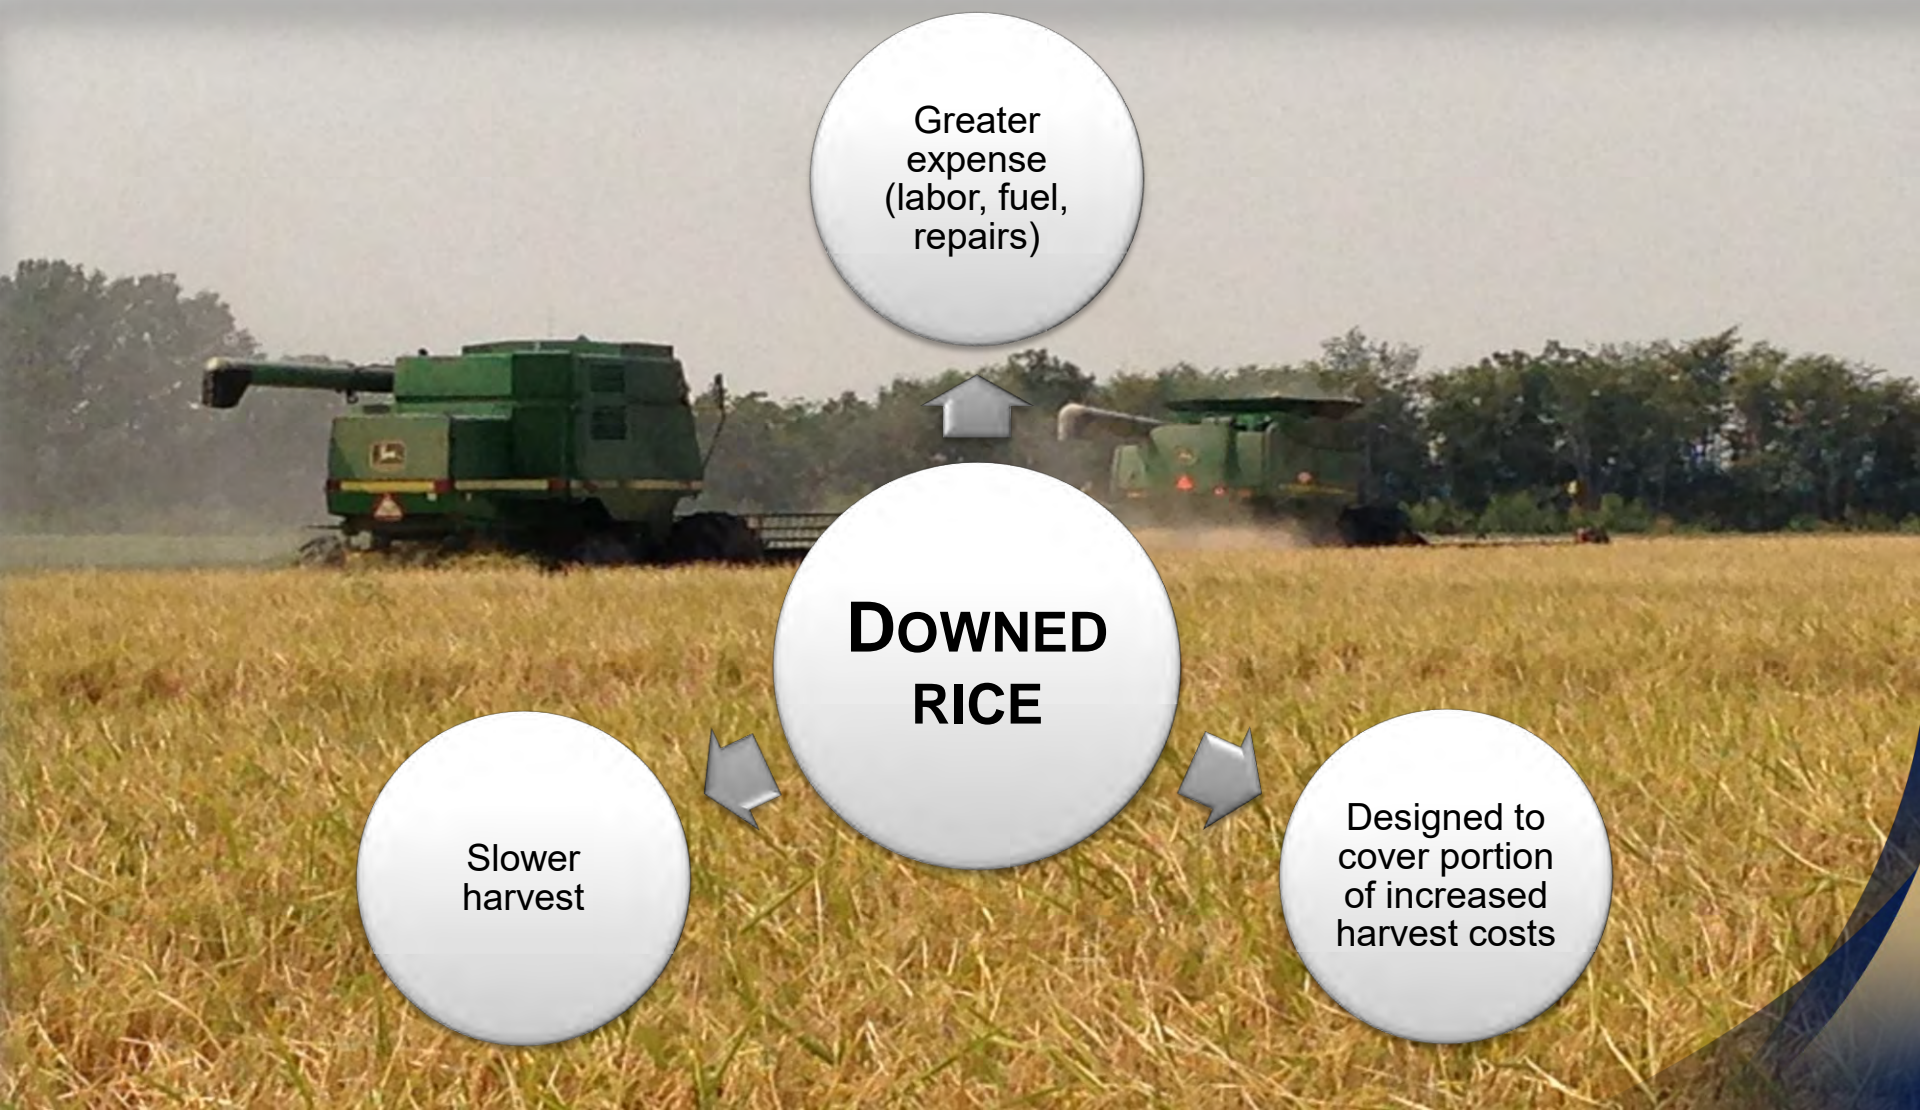 Greater
expense
(labor, fuel,
repairs)
DOWNED
RICE
Slower
harvest
Designed to
cover portion
of increased
harvest costs